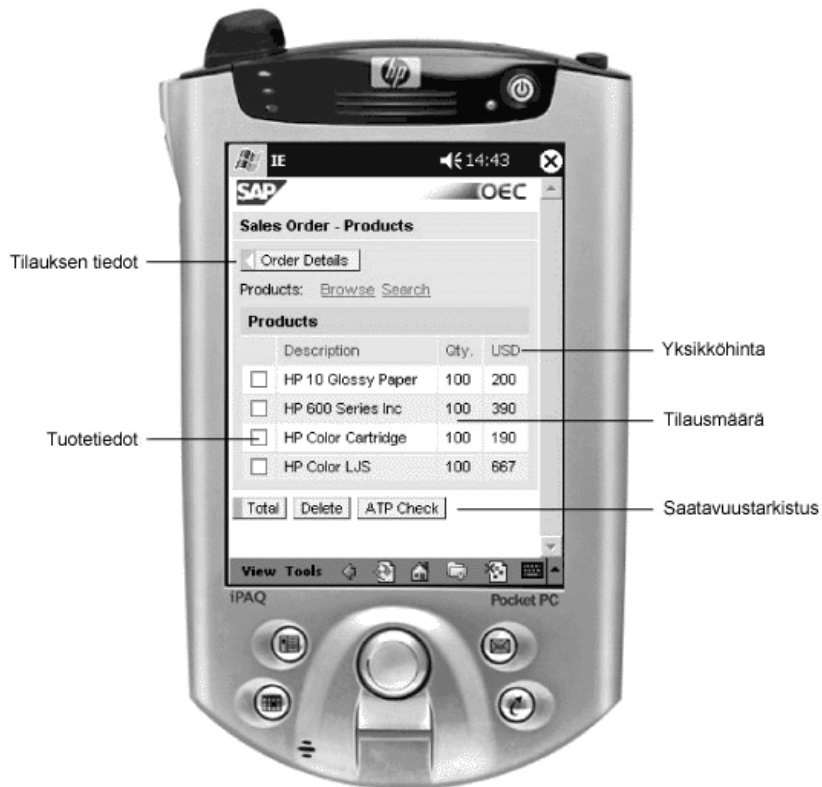 hp
IE 14:43
SAP OEC
Sales Order - Products
Tilauksen tiedot
Order Details
Products: Browse Search
Products
Description Qty. USD
Yksikköhinta
HP 10 Glossy Paper 100 200
HP 600 Series Inc 100 390
Tilausmäärä
Tuotetiedot
HP Color Cartridge 100 190
HP Color LJS 100 667
Total Delete ATP Check
Saatavuustarkistus
View Tools
iPAQ Pocket PC